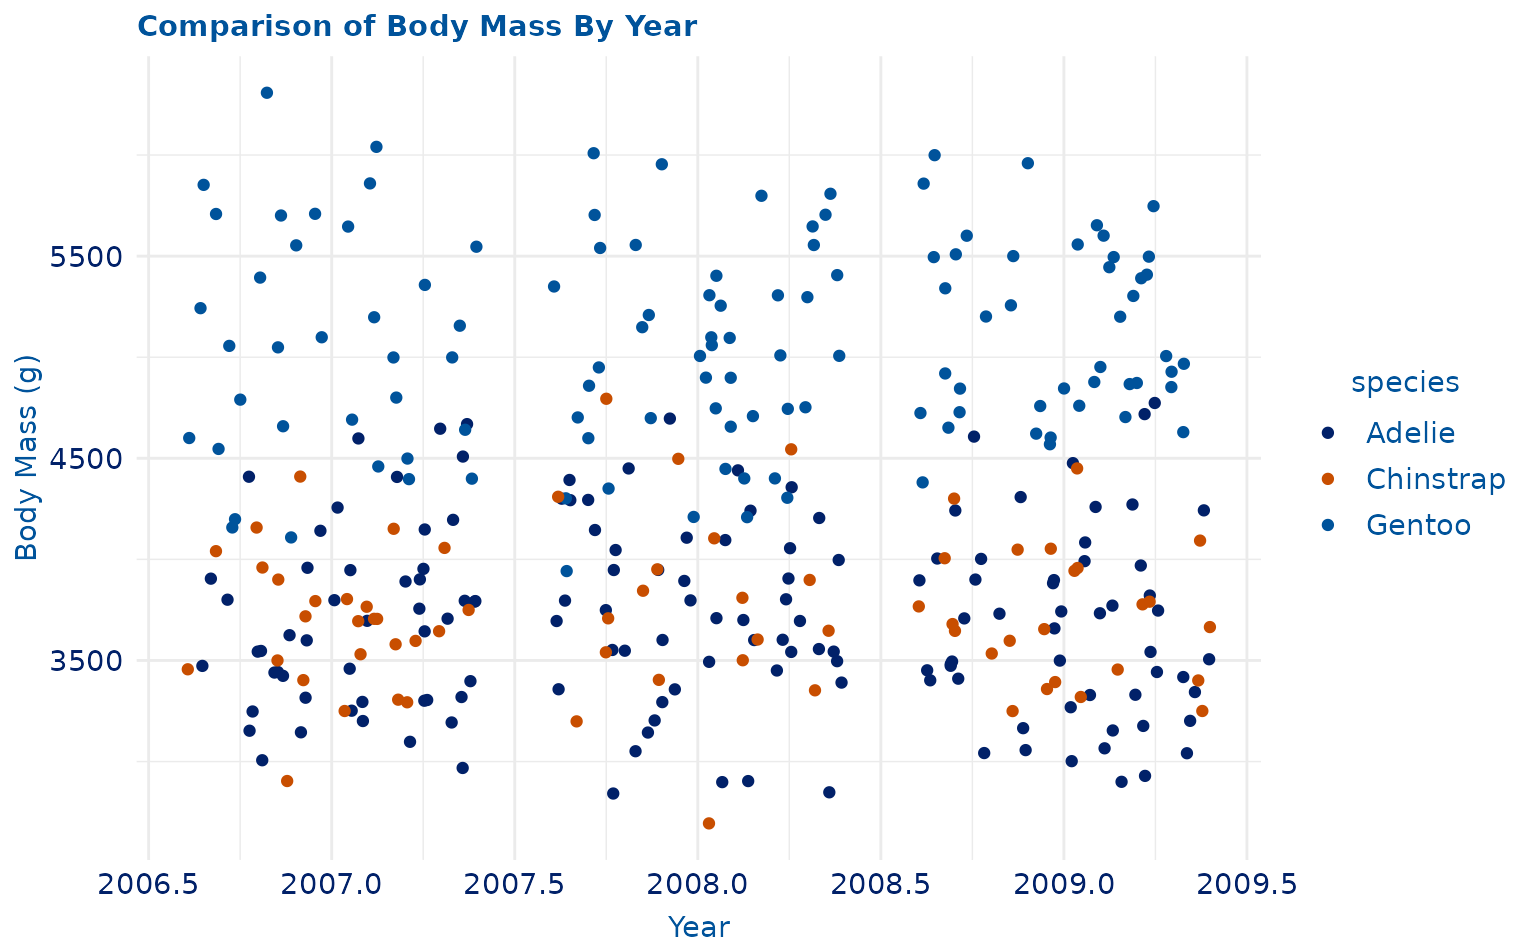 Comparison of Body Mass By Year
Body Mass (g)
5500
4500
3500
2006.5 2007.0 2007.5 2008.0 2008.5 2009.0 2009.5
Year
species
Adelie
Chinstrap
Gentoo